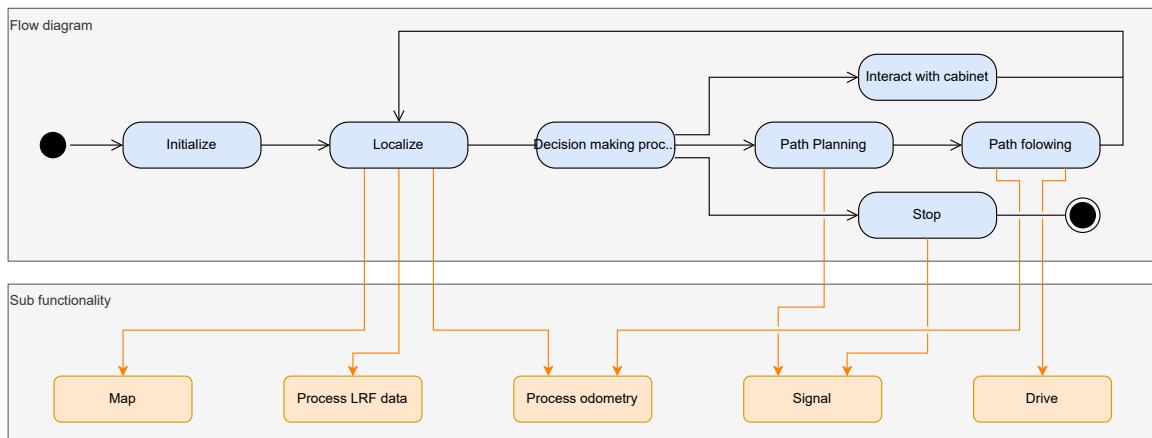 Flow diagram
Interact with cabinet
Initialize
Localize
Decision making proc...
Path Planning
Path folowing
Stop
Sub functionality
Map
Process LRF data
Process odometry
Signal
Drive